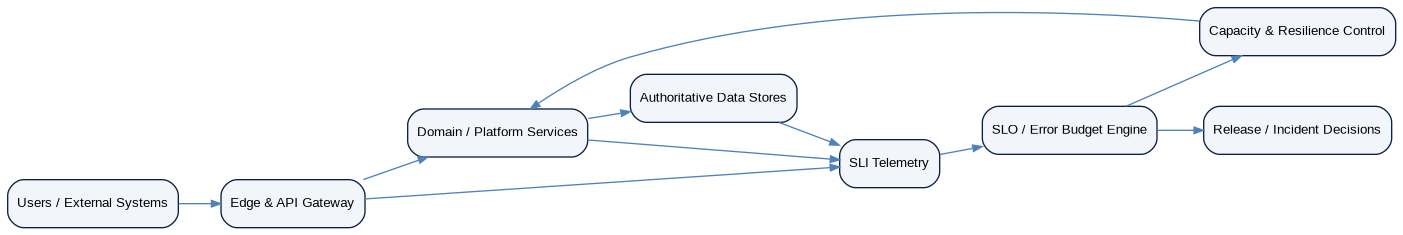 Users / External Systems
Edge & API Gateway
Domain / Platform Services
Authoritative Data Stores
SLI Telemetry
SLO / Error Budget Engine
Capacity & Resilience Control
Release / Incident Decisions